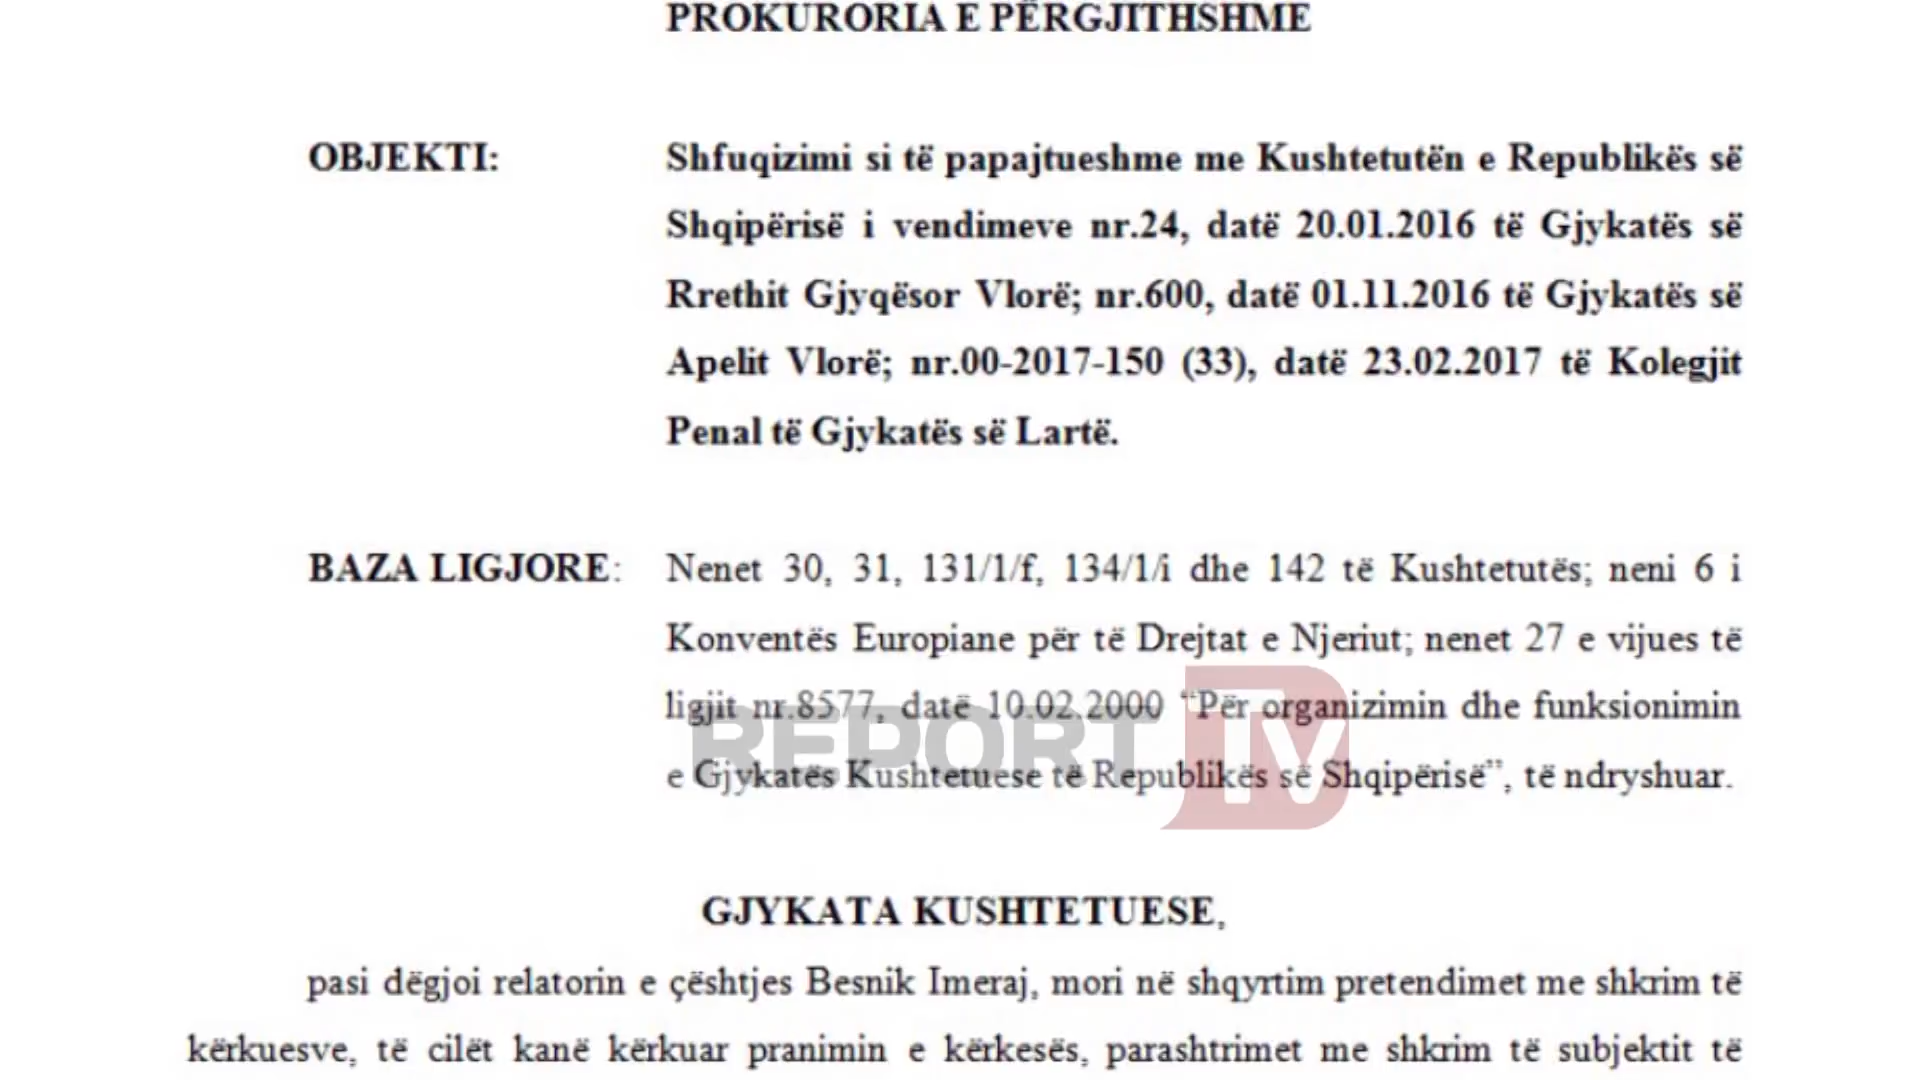 PROKURORIA E PËRGJITHSHME
OBJEKTI: Shfuqizimi si të papajtueshme me Kushtetutën e Republikës së
Shqipërisë i vendimeve nr.24, datë 20.01.2016 të Gjykatës së
Rrethit Gjyqësor Vlorë; nr.600, datë 01.11.2016 të Gjykatës së
Apelit Vlorë; nr.00-2017-150 (33), datë 23.02.2017 të Kolegjit
Penal të Gjykatës së Lartë.
BAZA LIGJORE: Nenet 30, 31, 131/1/f, 134/1/i dhe 142 të Kushtetutës; neni 6 i
Konventës Europiane për të Drejtat e Njeriut; nenet 27 e vijues të
ligjit nr.8577, datë 10.02.2000 “Për organizimin dhe funksionimin
e Gjykatës Kushtetuese të Republikës së Shqipërisë”, të ndryshuar.
REPORT TV
GJYKATA KUSHTETUESE,
pasi dëgjoi relatorin e çështjes Besnik Imeraj, mori në shqyrtim pretendimet me shkrim të
kërkuesve, të cilët kanë kërkuar pranimin e kërkesës, parashtrimet me shkrim të subjektit të